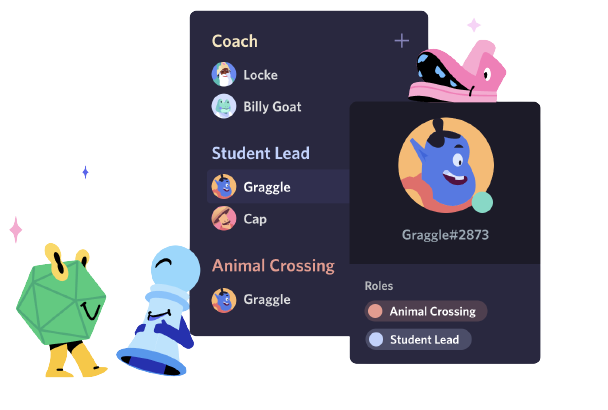 Coach
Locke
Billy Goat
Student Lead
Graggle
Cap
Animal Crossing
Graggle
Graggle#2873
Roles
Animal Crossing
Student Lead